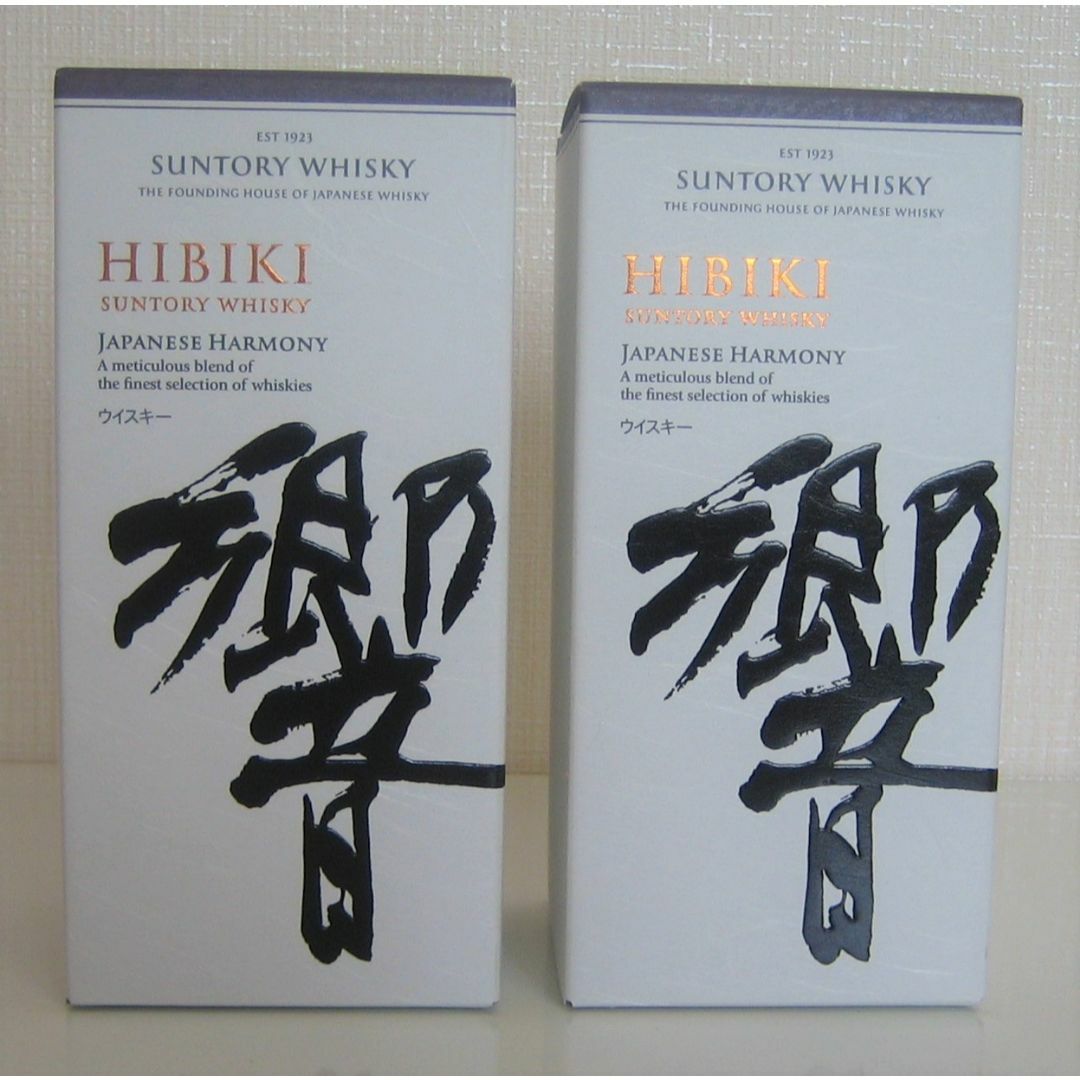 EST 1923
SUNTORY WHISKY
THE FOUNDING HOUSE OF JAPANESE WHISKY
HIBIKI
SUNTORY WHISKY
JAPANESE HARMONY
A meticulous blend of
the finest selection of whiskies
ウイスキー
響
EST 1923
SUNTORY WHISKY
THE FOUNDING HOUSE OF JAPANESE WHISKY
HIBIKI
SUNTORY WHISKY
JAPANESE HARMONY
A meticulous blend of
the finest selection of whiskies
ウイスキー
響